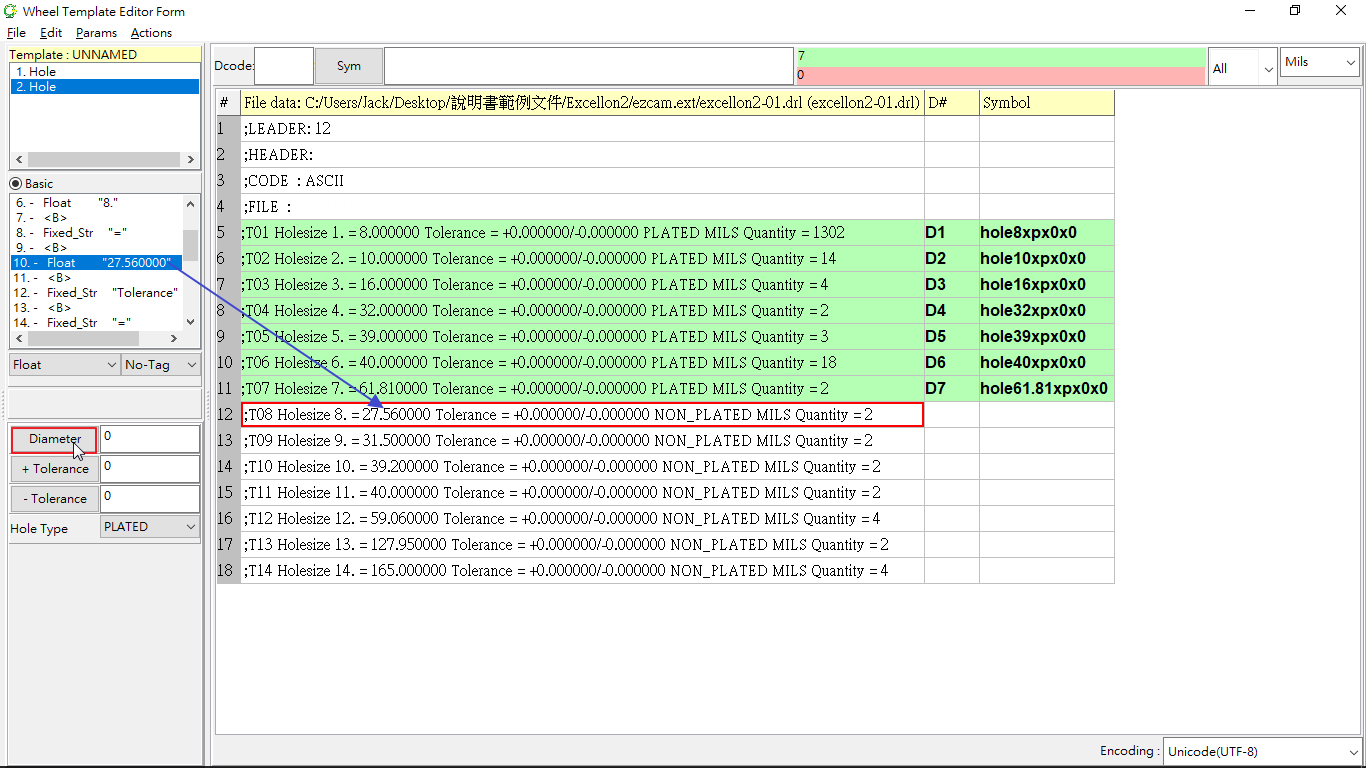 Wheel Template Editor Form
File Edit Params Actions
Template : UNNAMED
1. Hole
2. Hole
Basic
6. - Float "8."
7. - <B>
8. - Fixed_Str "="
9. - <B>
10. - Float "27.560000"
11. - <B>
12. - Fixed_Str "Tolerance"
13. - <B>
14. - Fixed_Str "="
Float No-Tag
Diameter 0
+ Tolerance 0
- Tolerance 0
Hole Type PLATED
Dcode: Sym 7 0 All Mils
# File data: C:/Users/Jack/Desktop/說明書範例文件/Excellon2/ezcam.ext/excellon2-01.drl (excellon2-01.drl) D# Symbol
1 ;LEADER: 12
2 ;HEADER:
3 ;CODE : ASCII
4 ;FILE :
5 ;T01 Holesize 1. = 8.000000 Tolerance = +0.000000/-0.000000 PLATED MILS Quantity = 1302 D1 hole8xpx0x0
6 ;T02 Holesize 2. = 10.000000 Tolerance = +0.000000/-0.000000 PLATED MILS Quantity = 14 D2 hole10xpx0x0
7 ;T03 Holesize 3. = 16.000000 Tolerance = +0.000000/-0.000000 PLATED MILS Quantity = 4 D3 hole16xpx0x0
8 ;T04 Holesize 4. = 32.000000 Tolerance = +0.000000/-0.000000 PLATED MILS Quantity = 2 D4 hole32xpx0x0
9 ;T05 Holesize 5. = 39.000000 Tolerance = +0.000000/-0.000000 PLATED MILS Quantity = 3 D5 hole39xpx0x0
10 ;T06 Holesize 6. = 40.000000 Tolerance = +0.000000/-0.000000 PLATED MILS Quantity = 18 D6 hole40xpx0x0
11 ;T07 Holesize 7. = 61.810000 Tolerance = +0.000000/-0.000000 PLATED MILS Quantity = 2 D7 hole61.81xpx0x0
12 ;T08 Holesize 8. = 27.560000 Tolerance = +0.000000/-0.000000 NON_PLATED MILS Quantity = 2
13 ;T09 Holesize 9. = 31.500000 Tolerance = +0.000000/-0.000000 NON_PLATED MILS Quantity = 2
14 ;T10 Holesize 10. = 39.200000 Tolerance = +0.000000/-0.000000 NON_PLATED MILS Quantity = 2
15 ;T11 Holesize 11. = 40.000000 Tolerance = +0.000000/-0.000000 NON_PLATED MILS Quantity = 2
16 ;T12 Holesize 12. = 59.060000 Tolerance = +0.000000/-0.000000 NON_PLATED MILS Quantity = 4
17 ;T13 Holesize 13. = 127.950000 Tolerance = +0.000000/-0.000000 NON_PLATED MILS Quantity = 2
18 ;T14 Holesize 14. = 165.000000 Tolerance = +0.000000/-0.000000 NON_PLATED MILS Quantity = 4
Encoding : Unicode(UTF-8)